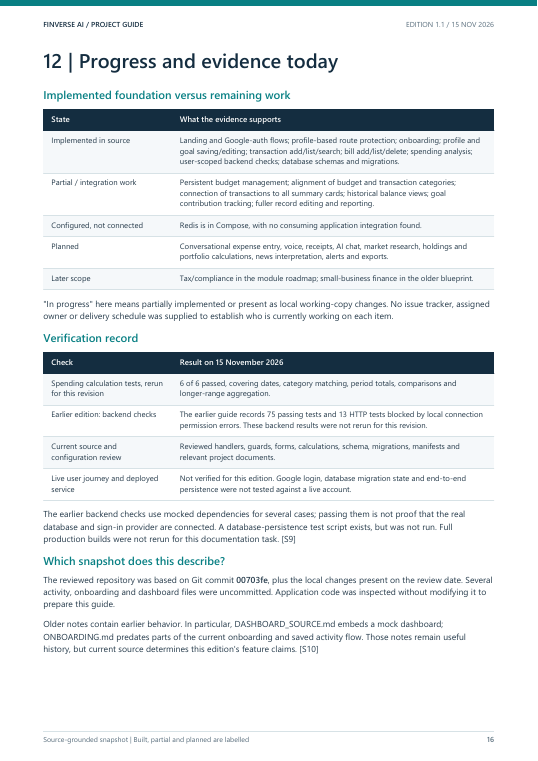 FINVERSE AI / PROJECT GUIDE
EDITION 1.1 / 15 NOV 2026
12 | Progress and evidence today
Implemented foundation versus remaining work
State
What the evidence supports
Implemented in source
Landing and Google-auth flows; profile-based route protection; onboarding; profile and
goal saving/editing; transaction add/list/search; bill add/list/delete; spending analysis;
user-scoped backend checks; database schemas and migrations.
Partial / integration work
Persistent budget management; alignment of budget and transaction categories;
connection of transactions to all summary cards; historical balance views; goal
contribution tracking; fuller record editing and reporting.
Configured, not connected
Redis is in Compose, with no consuming application integration found.
Planned
Conversational expense entry, voice, receipts, AI chat, market research, holdings and
portfolio calculations, news interpretation, alerts and exports.
Later scope
Tax/compliance in the module roadmap; small-business finance in the older blueprint.
"In progress" here means partially implemented or present as local working-copy changes. No issue tracker, assigned
owner or delivery schedule was supplied to establish who is currently working on each item.
Verification record
Check
Result on 15 November 2026
Spending calculation tests, rerun
for this revision
6 of 6 passed, covering dates, category matching, period totals, comparisons and
longer-range aggregation.
Earlier edition: backend checks
The earlier guide records 75 passing tests and 13 HTTP tests blocked by local connection
permission errors. These backend results were not rerun for this revision.
Current source and
configuration review
Reviewed handlers, guards, forms, calculations, schema, migrations, manifests and
relevant project documents.
Live user journey and deployed
service
Not verified for this edition. Google login, database migration state and end-to-end
persistence were not tested against a live account.
The earlier backend checks use mocked dependencies for several cases; passing them is not proof that the real
database and sign-in provider are connected. A database-persistence test script exists, but was not run. Full
production builds were not rerun for this documentation task. [S9]
Which snapshot does this describe?
The reviewed repository was based on Git commit 00703fe, plus the local changes present on the review date. Several
activity, onboarding and dashboard files were uncommitted. Application code was inspected without modifying it to
prepare this guide.
Older notes contain earlier behavior. In particular, DASHBOARD_SOURCE.md embeds a mock dashboard;
ONBOARDING.md predates parts of the current onboarding and saved activity flow. Those notes remain useful
history, but current source determines this edition's feature claims. [S10]
Source-grounded snapshot | Built, partial and planned are labelled
16